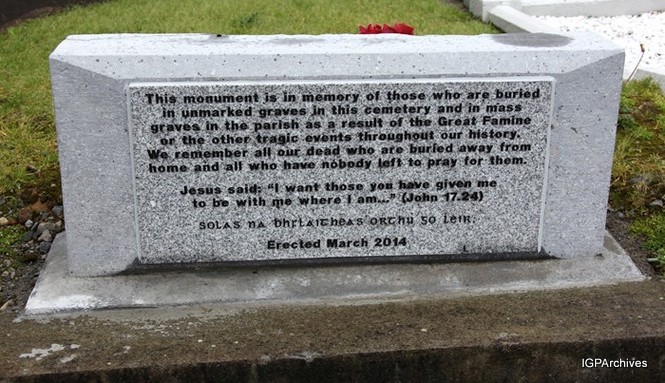 This monument is in memory of those who are buried
in unmarked graves in this cemetery and in mass
graves in the parish as a result of the Great Famine
or the other tragic events throughout our history.
We remember all our dead who are buried away from
home and all who have nobody left to pray for them.
Jesus said: "I want those you have given me
to be with me where I am..." (John 17.24)
Solas na bhflaitheas orthu go leir.
Erected March 2014
IGPArchives